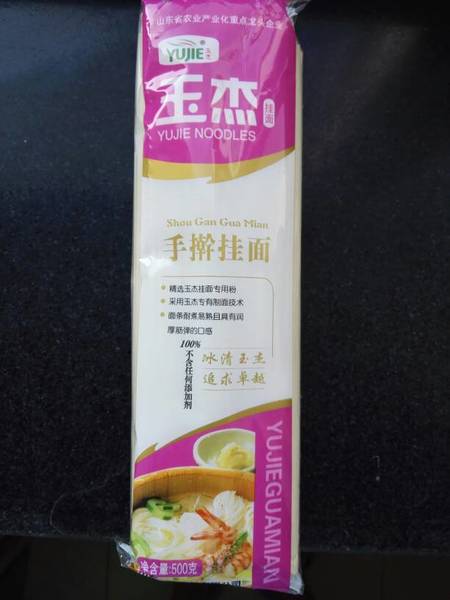 山东省农业产业化重点龙头企业
YUJIE 玉杰
玉杰
挂面
YUJIE NOODLES
Shou Gan Gua Mian
手擀挂面
精选玉杰挂面专用粉
采用玉杰专有制面技术
面条耐煮易熟且具有润
厚筋弹的口感
100%
不含任何添加剂
冰清玉杰
追求卓越
YUJIEGUAMIAN
净含量:500克